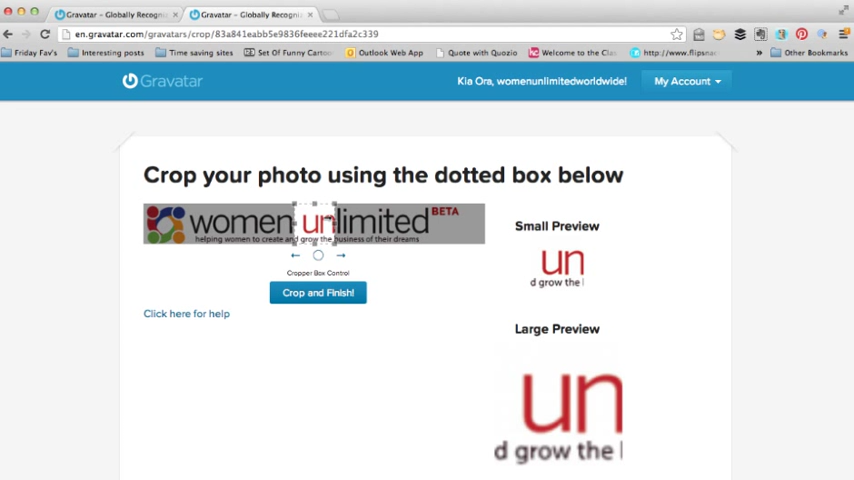 Gravatar - Globally Recogni
Gravatar - Globally Recogni
en.gravatar.com/gravatars/crop/83a841eabb5e9836feeee221dfa2c339
Friday Fav's
Interesting posts
Time saving sites
Set Of Funny Cartoo
Outlook Web App
Quote with Quozio
Welcome to the Clas
http://www.flipsna
»
Other Bookmarks
Gravatar
Kia Ora, womenunlimitedworldwide!
My Account
Crop your photo using the dotted box below
women unlimited BETA
helping women to create and grow the business of their dreams
Cropper Box Control
Crop and Finish!
Click here for help
Small Preview
un
d grow the
Large Preview
un
d grow the